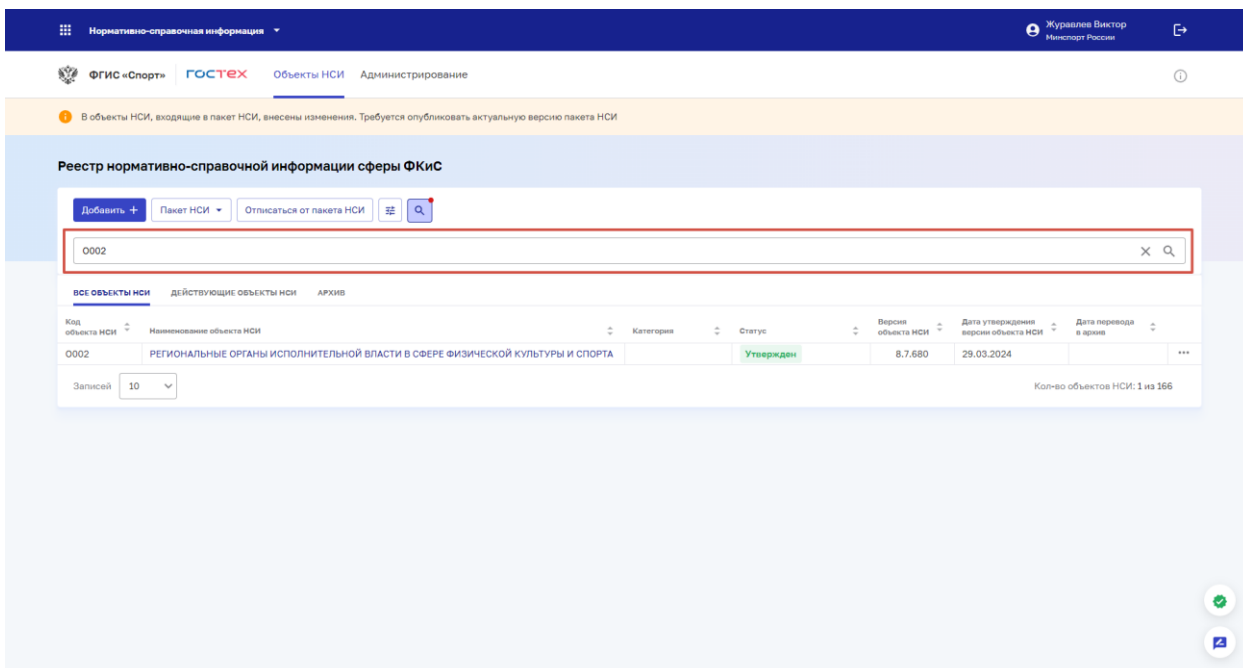 Нормативно-справочная информация
Журавлев Виктор
Минспорт России
ФГИС «Спорт» ГОСТЕХ Объекты НСИ Администрирование
В объекты НСИ, входящие в пакет НСИ, внесены изменения. Требуется опубликовать актуальную версию пакета НСИ
Реестр нормативно-справочной информации сферы ФКиС
Добавить + Пакет НСИ Отписаться от пакета НСИ
О002
ВСЕ ОБЪЕКТЫ НСИ ДЕЙСТВУЮЩИЕ ОБЪЕКТЫ НСИ АРХИВ
Код объекта НСИ Наименование объекта НСИ Категория Статус Версия объекта НСИ Дата утверждения версии объекта НСИ Дата перевода в архив
О002 РЕГИОНАЛЬНЫЕ ОРГАНЫ ИСПОЛНИТЕЛЬНОЙ ВЛАСТИ В СФЕРЕ ФИЗИЧЕСКОЙ КУЛЬТУРЫ И СПОРТА Утвержден 8.7.680 29.03.2024
Записей 10 Кол-во объектов НСИ: 1 из 166